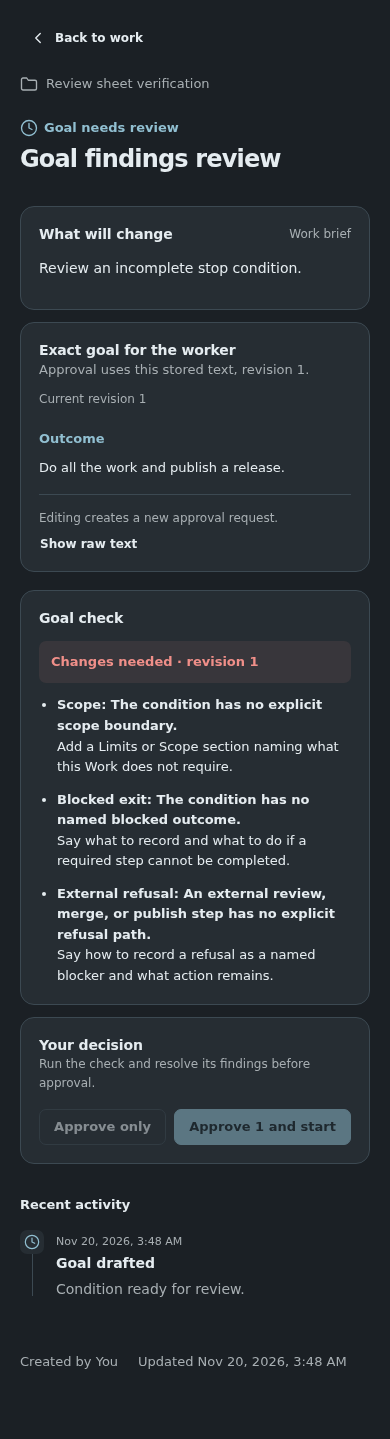 Back to work
Review sheet verification
Goal needs review
Goal findings review
What will change
Work brief
Review an incomplete stop condition.
Exact goal for the worker
Approval uses this stored text, revision 1.
Current revision 1
Outcome
Do all the work and publish a release.
Editing creates a new approval request.
Show raw text
Goal check
Changes needed · revision 1
• Scope: The condition has no explicit
scope boundary.
Add a Limits or Scope section naming what
this Work does not require.
• Blocked exit: The condition has no
named blocked outcome.
Say what to record and what to do if a
required step cannot be completed.
• External refusal: An external review,
merge, or publish step has no explicit
refusal path.
Say how to record a refusal as a named
blocker and what action remains.
Your decision
Run the check and resolve its findings before
approval.
Approve only
Approve 1 and start
Recent activity
Nov 20, 2026, 3:48 AM
Goal drafted
Condition ready for review.
Created by You
Updated Nov 20, 2026, 3:48 AM